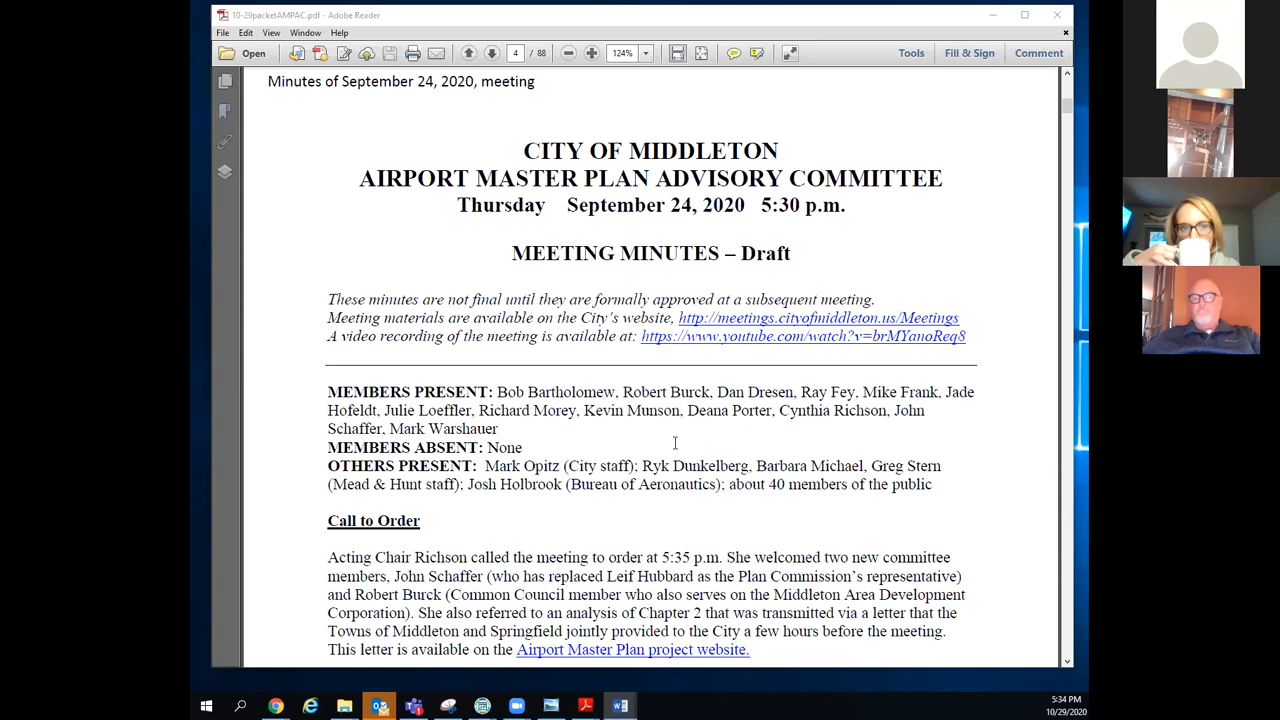 10-29packetAMPAC.pdf - Adobe Reader
File Edit View Window Help
Open 4 / 88 124% Tools Fill & Sign Comment
Minutes of September 24, 2020, meeting
CITY OF MIDDLETON
AIRPORT MASTER PLAN ADVISORY COMMITTEE
Thursday September 24, 2020 5:30 p.m.
MEETING MINUTES – Draft
These minutes are not final until they are formally approved at a subsequent meeting.
Meeting materials are available on the City's website, http://meetings.cityofmiddleton.us/Meetings
A video recording of the meeting is available at: https://www.youtube.com/watch?v=brMYanoReq8
MEMBERS PRESENT: Bob Bartholomew, Robert Burck, Dan Dresen, Ray Fey, Mike Frank, Jade
Hofeldt, Julie Loeffler, Richard Morey, Kevin Munson, Deana Porter, Cynthia Richson, John
Schaffer, Mark Warshauer
MEMBERS ABSENT: None
OTHERS PRESENT: Mark Opitz (City staff); Ryk Dunkelberg, Barbara Michael, Greg Stern
(Mead & Hunt staff); Josh Holbrook (Bureau of Aeronautics); about 40 members of the public
Call to Order
Acting Chair Richson called the meeting to order at 5:35 p.m. She welcomed two new committee
members, John Schaffer (who has replaced Leif Hubbard as the Plan Commission's representative)
and Robert Burck (Common Council member who also serves on the Middleton Area Development
Corporation). She also referred to an analysis of Chapter 2 that was transmitted via a letter that the
Towns of Middleton and Springfield jointly provided to the City a few hours before the meeting.
This letter is available on the Airport Master Plan project website.
5:34 PM
10/29/2020